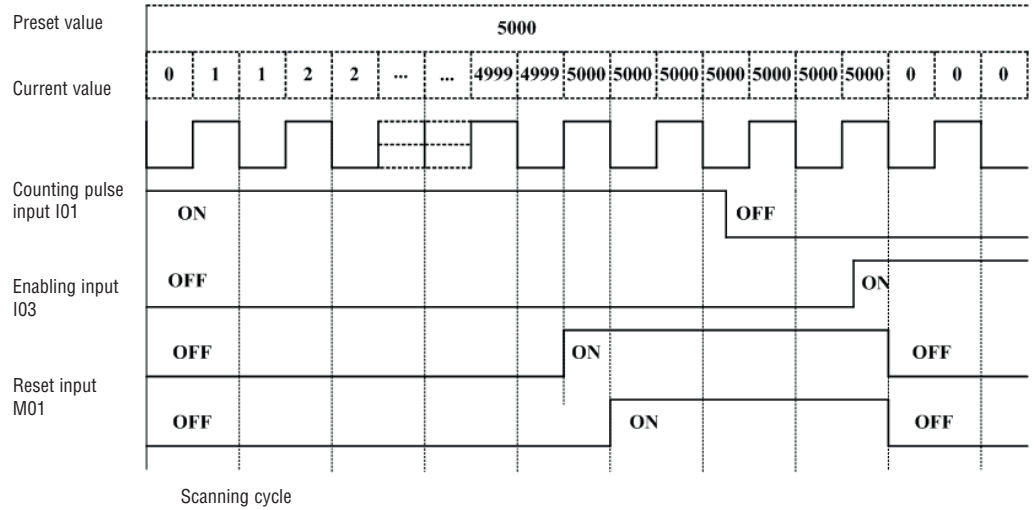 Preset value
5000
Current value
0 1 1 2 2 ... ... 4999 4999 5000 5000 5000 5000 5000 5000 5000 0 0 0
Counting pulse
input I01
ON OFF
Enabling input
I03
OFF ON
OFF ON OFF
Reset input
M01
OFF ON OFF
Scanning cycle